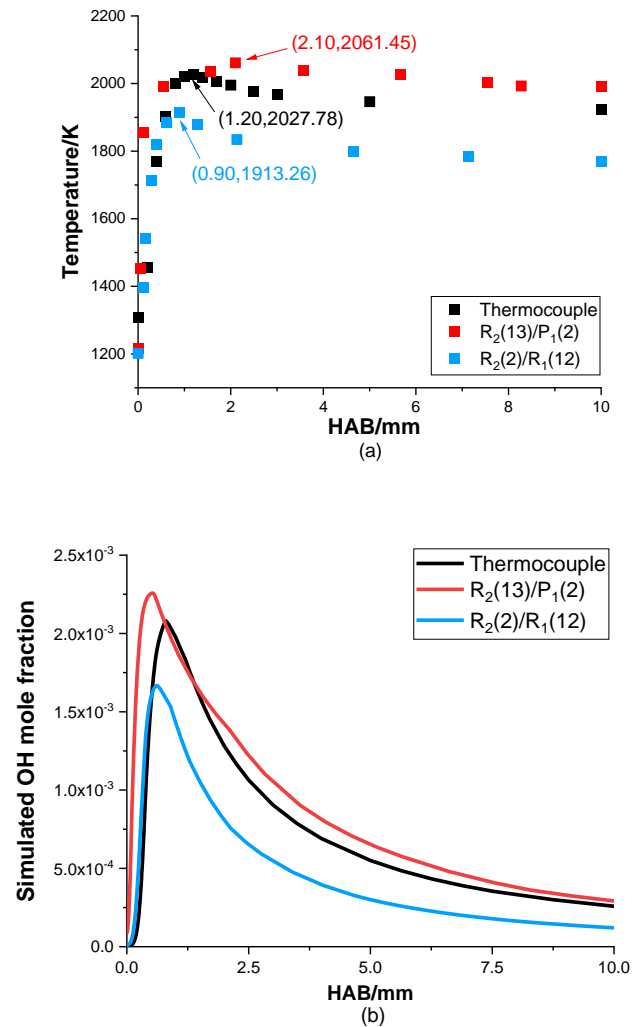 (2.10,2061.45)
(1.20,2027.78)
(0.90,1913.26)
Temperature/K
2200
2000
1800
1600
1400
1200
Thermocouple
R₂(13)/P₁(2)
R₂(2)/R₁(12)
0 2 4 6 8 10
HAB/mm
(a)
Simulated OH mole fraction
2.5x10⁻³
2.0x10⁻³
1.5x10⁻³
1.0x10⁻³
5.0x10⁻⁴
0.0
Thermocouple
R₂(13)/P₁(2)
R₂(2)/R₁(12)
0.0 2.5 5.0 7.5 10.0
HAB/mm
(b)